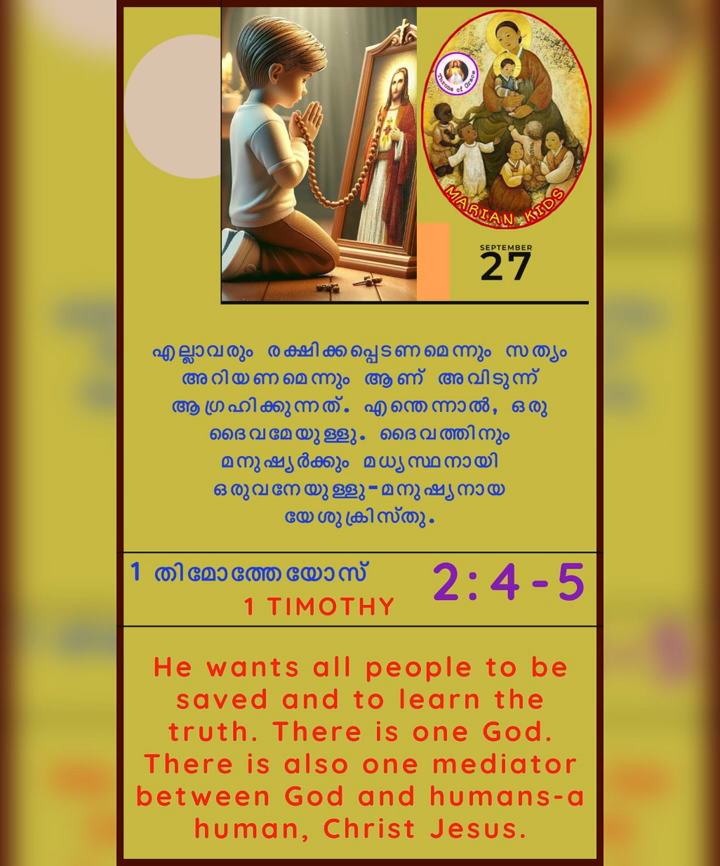 Throne of Grace
MARIAN KIDS
SEPTEMBER
27
എല്ലാവരും രക്ഷിക്കപ്പെടണമെന്നും സത്യം
അറിയണമെന്നും ആണ് അവിടുന്ന്
ആഗ്രഹിക്കുന്നത്. എന്തെന്നാൽ, ഒരു
ദൈവമേയുള്ളു. ദൈവത്തിനും
മനുഷ്യർക്കും മധ്യസ്ഥനായി
ഒരുവനേയുള്ളു-മനുഷ്യനായ
യേശുക്രിസ്തു.
1 തിമോത്തേയോസ്
1 TIMOTHY
2:4-5
He wants all people to be
saved and to learn the
truth. There is one God.
There is also one mediator
between God and humans-a
human, Christ Jesus.